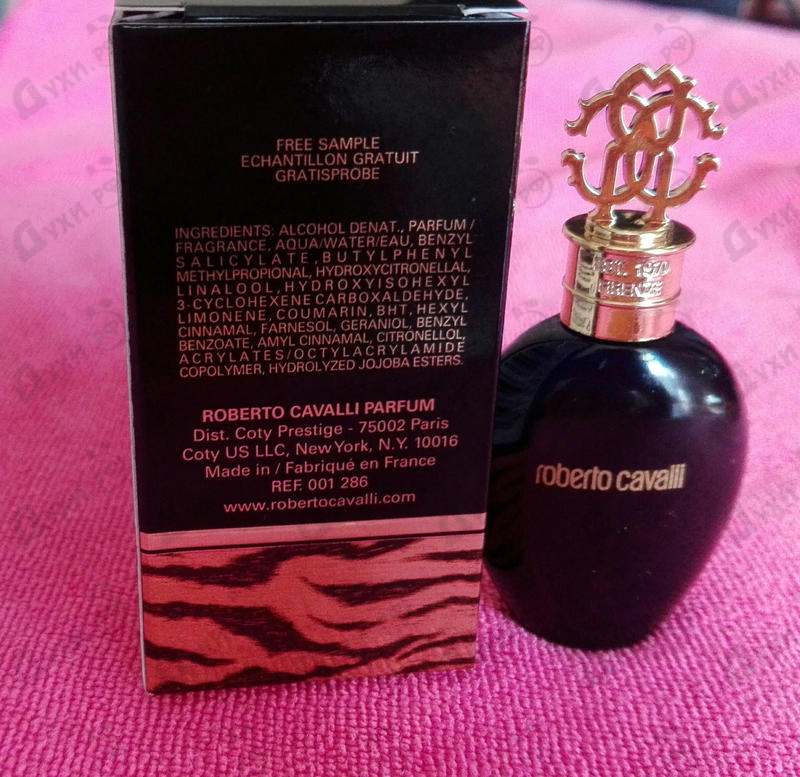 FREE SAMPLE
ECHANTILLON GRATUIT
GRATISPROBE
INGREDIENTS: ALCOHOL DENAT., PARFUM /
FRAGRANCE, AQUA/WATER/EAU, BENZYL
SALICYLATE, BUTYLPHENYL
METHYLPROPIONAL, HYDROXYCITRONELLAL,
LINALOOL, HYDROXYISOHEXYL
3-CYCLOHEXENE CARBOXALDEHYDE,
LIMONENE, COUMARIN, BHT, HEXYL
CINNAMAL, FARNESOL, GERANIOL, BENZYL
BENZOATE, AMYL CINNAMAL, CITRONELLOL,
ACRYLATES/OCTYLACRYLAMIDE
COPOLYMER, HYDROLYZED JOJOBA ESTERS.
ROBERTO CAVALLI PARFUM
Dist. Coty Prestige - 75002 Paris
Coty US LLC, New York, N.Y. 10016
Made in / Fabriqué en France
REF. 001 286
www.robertocavalli.com
1970
FIRENZE
roberto cavalli
Духи.рф